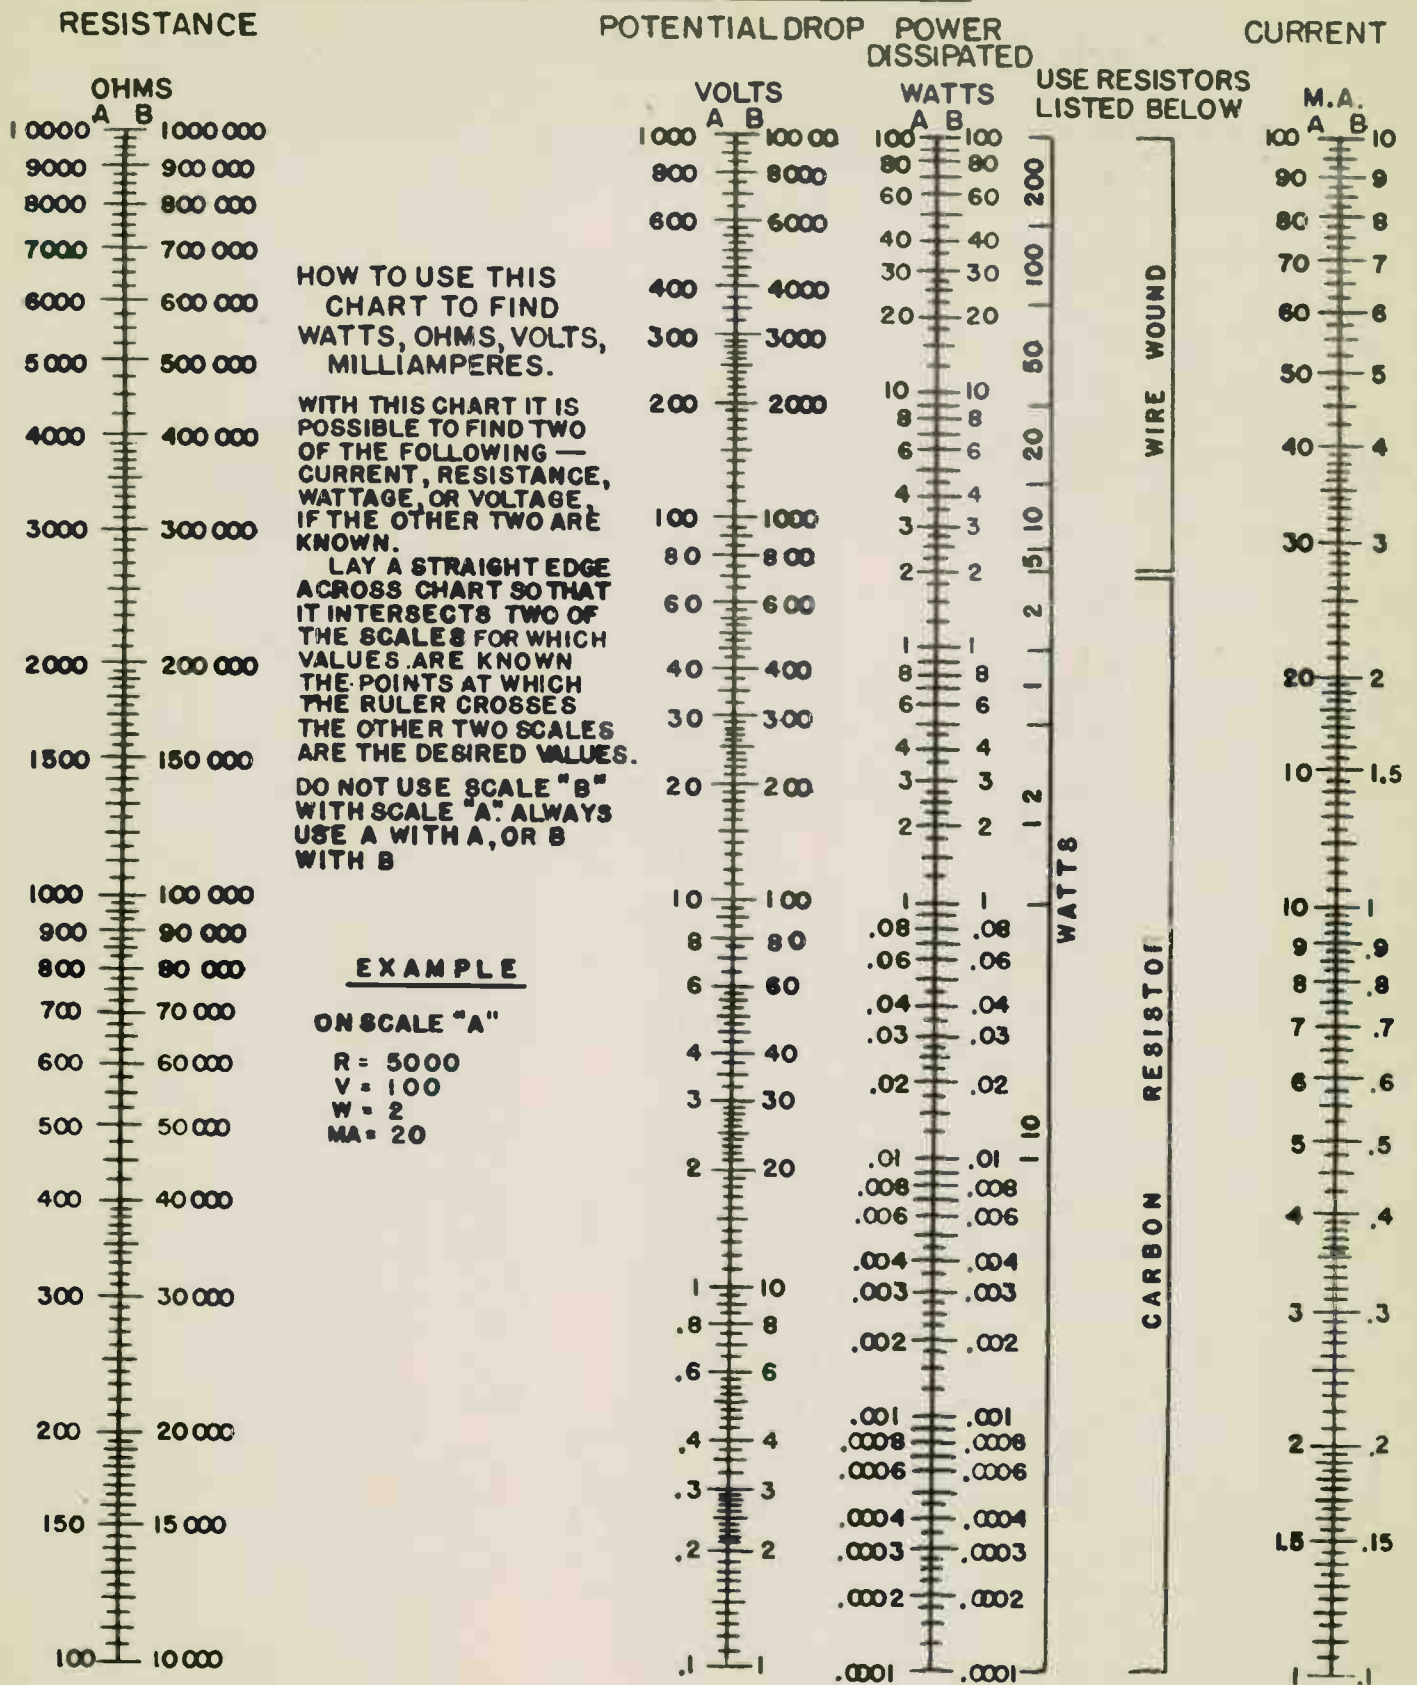 RESISTANCE
POTENTIAL DROP
POWER
DISSIPATED
CURRENT
OHMS
A B
VOLTS
A B
WATTS
A B
USE RESISTORS
LISTED BELOW
M.A.
A B
10000 1000 000
9000 900 000
8000 800 000
7000 700 000
6000 600 000
5000 500 000
4000 400 000
3000 300 000
2000 200 000
1500 150 000
1000 100 000
900 90 000
800 80 000
700 70 000
600 60 000
500 50 000
400 40 000
300 30 000
200 20 000
150 15 000
100 10 000
HOW TO USE THIS
CHART TO FIND
WATTS, OHMS, VOLTS,
MILLIAMPERES.
WITH THIS CHART IT IS
POSSIBLE TO FIND TWO
OF THE FOLLOWING —
CURRENT, RESISTANCE,
WATTAGE, OR VOLTAGE,
IF THE OTHER TWO ARE
KNOWN.
LAY A STRAIGHT EDGE
ACROSS CHART SO THAT
IT INTERSECTS TWO OF
THE SCALES FOR WHICH
VALUES ARE KNOWN
THE POINTS AT WHICH
THE RULER CROSSES
THE OTHER TWO SCALES
ARE THE DESIRED VALUES.
DO NOT USE SCALE "B"
WITH SCALE "A". ALWAYS
USE A WITH A, OR B
WITH B
EXAMPLE
ON SCALE "A"
R = 5000
V = 100
W = 2
MA = 20
1000 10000
800 8000
600 6000
400 4000
300 3000
200 2000
100 1000
80 800
60 600
40 400
30 300
20 200
10 100
8 80
6 60
4 40
3 30
2 20
1 10
.8 8
.6 6
.4 4
.3 3
.2 2
.1 1
100 100
80 80
60 60
40 40
30 30
20 20
10 10
8 8
6 6
4 4
3 3
2 2
1 1
8 8
6 6
4 4
3 3
2 2
1 1
.08 .08
.06 .06
.04 .04
.03 .03
.02 .02
.01 .01
.008 .008
.006 .006
.004 .004
.003 .003
.002 .002
.001 .001
.0008 .0008
.0006 .0006
.0004 .0004
.0003 .0003
.0002 .0002
.0001 .0001
200
100
50
20
10
5
2
1
1 2
1 10
WATTS
WIRE WOUND
CARBON RESISTOR
100 10
90 9
80 8
70 7
60 6
50 5
40 4
30 3
20 2
10 1.5
10 1
9 .9
8 .8
7 .7
6 .6
5 .5
4 .4
3 .3
2 .2
1.5 .15
1 .1